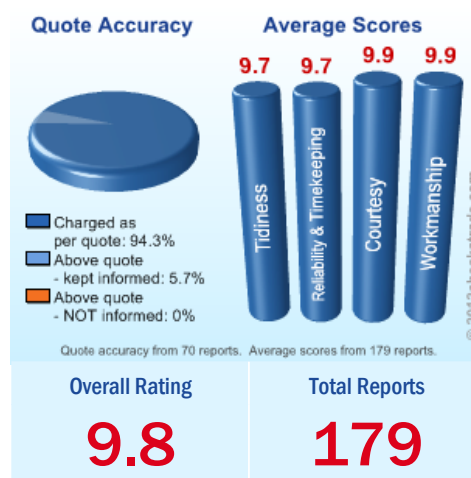 Quote Accuracy
Average Scores
9.7
9.7
9.9
9.9
Tidiness
Reliability & Timekeeping
Courtesy
Workmanship
Charged as
per quote: 94.3%
Above quote
- kept informed: 5.7%
Above quote
- NOT informed: 0%
Quote accuracy from 70 reports. Average scores from 179 reports.
Overall Rating
Total Reports
9.8
179